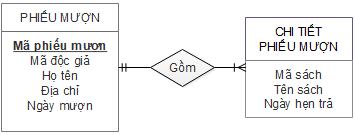 PHIẾU MƯỢN
Mã phiếu mượn
Mã độc giả
Họ tên
Địa chỉ
Ngày mượn
Gồm
CHI TIẾT
PHIẾU MƯỢN
Mã sách
Tên sách
Ngày hẹn trả